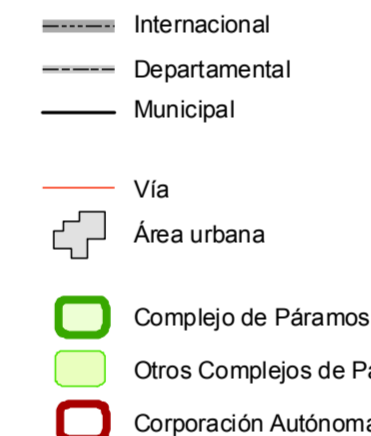 Internacional
Departamental
Municipal
Vía
Área urbana
Complejo de Páramos
Otros Complejos de
Corporación Autónoma